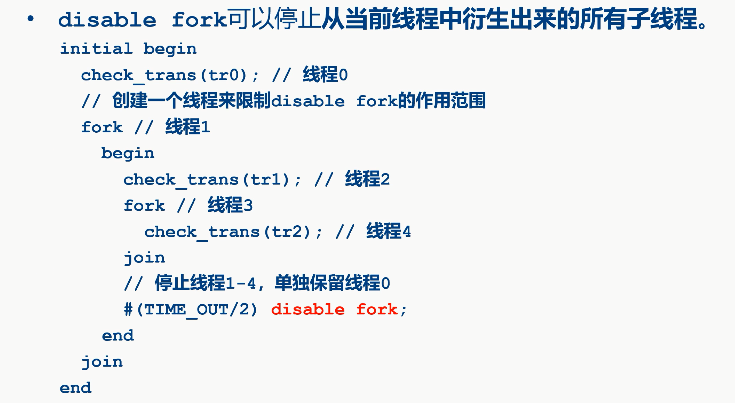 • disable fork可以停止从当前线程中衍生出来的所有子线程。
initial begin
check_trans(tr0); // 线程0
// 创建一个线程来限制disable fork的作用范围
fork // 线程1
begin
check_trans(tr1); // 线程2
fork // 线程3
check_trans(tr2); // 线程4
join
// 停止线程1-4，单独保留线程0
#(TIME_OUT/2) disable fork;
end
join
end